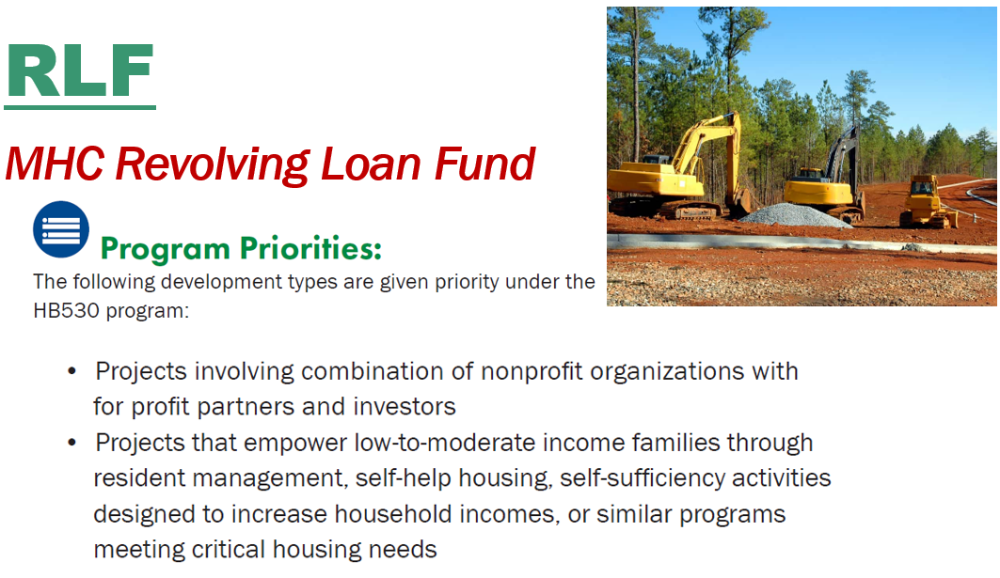 RLF
MHC Revolving Loan Fund
Program Priorities:
The following development types are given priority under the
HB530 program:
• Projects involving combination of nonprofit organizations with
for profit partners and investors
• Projects that empower low-to-moderate income families through
resident management, self-help housing, self-sufficiency activities
designed to increase household incomes, or similar programs
meeting critical housing needs